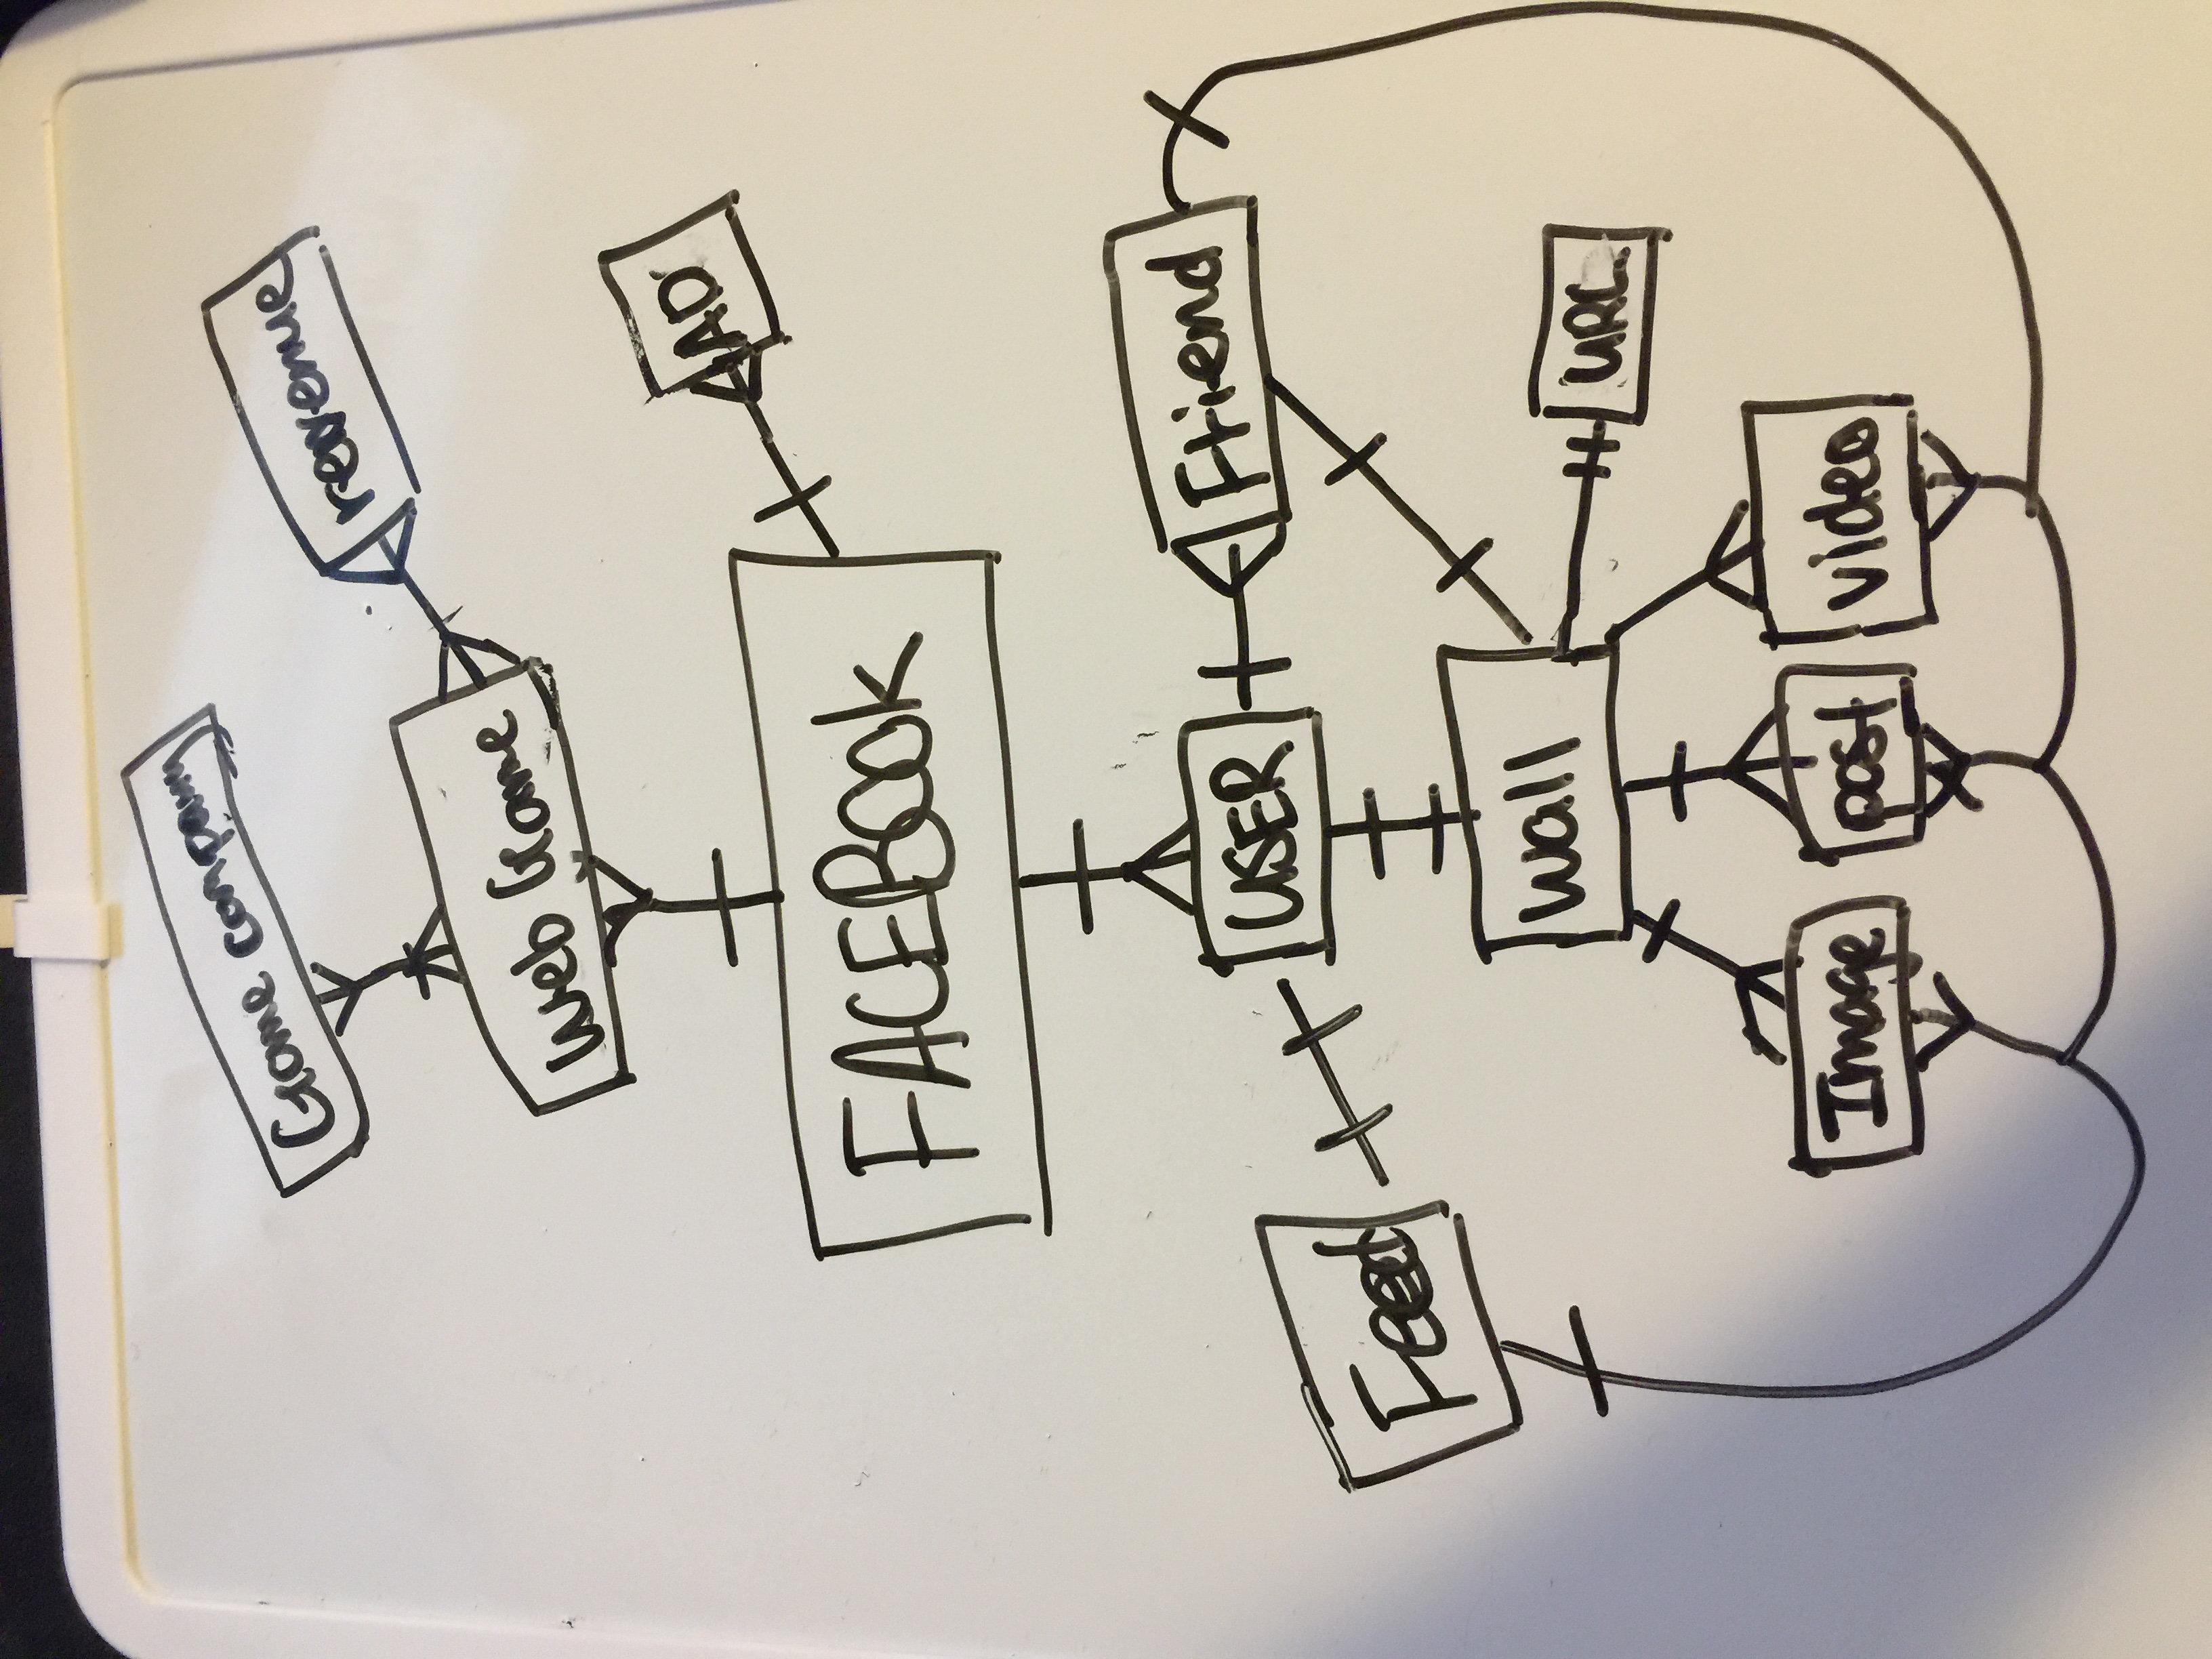 Game company
revenue
Web Game
AD
FACEBOOK
Friend
USER
Feed
Wall
URL
Image
post
video